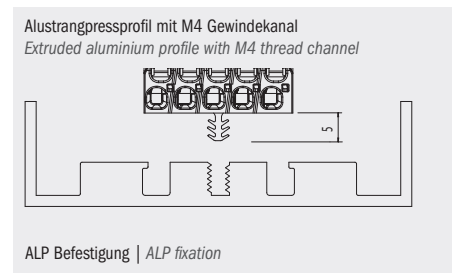 Alustrangpressprofil mit M4 Gewindekanal
Extruded aluminium profile with M4 thread channel
5
ALP Befestigung | ALP fixation